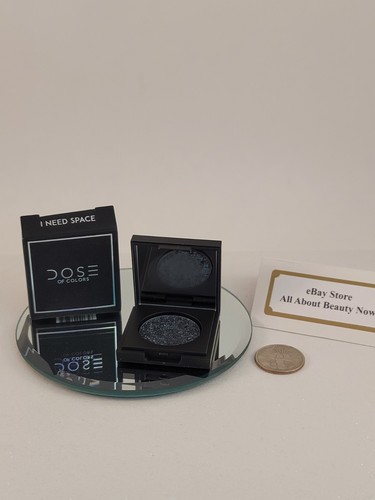 I NEED SPACE
DOSE
OF COLORS
eBay Store
All About Beauty Now